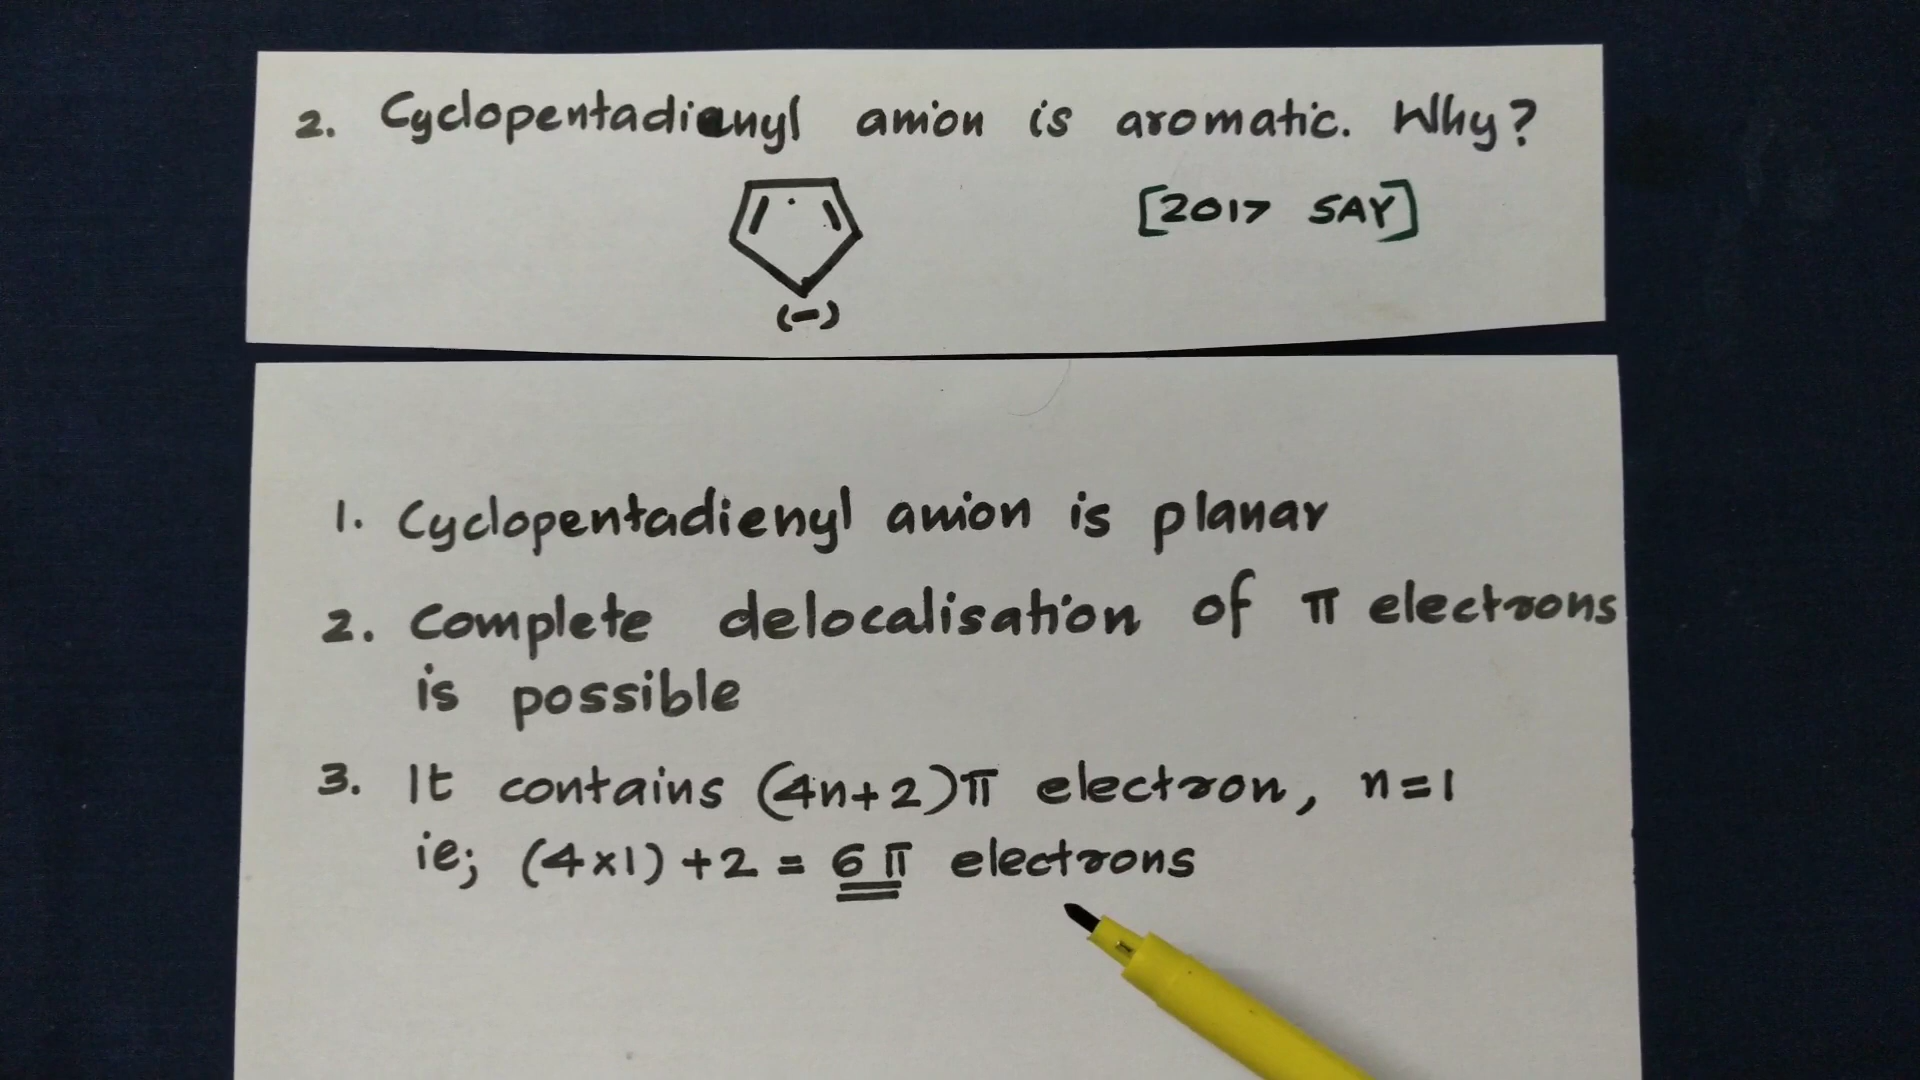 2. Cyclopentadienyl anion is aromatic. Why?
[2017 SAY]
(-)
1. Cyclopentadienyl anion is planar
2. Complete delocalisation of π electrons
is possible
3. It contains (4n+2)π electron, n=1
ie; (4×1)+2 = 6π electrons